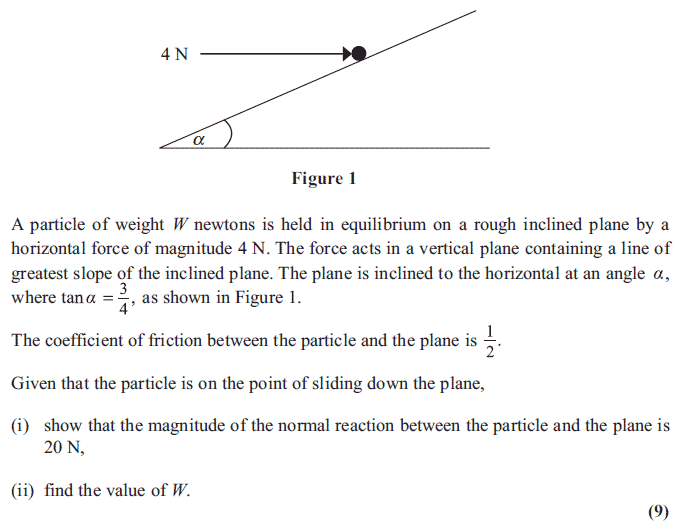 4 N
α
Figure 1
A particle of weight W newtons is held in equilibrium on a rough inclined plane by a
horizontal force of magnitude 4 N. The force acts in a vertical plane containing a line of
greatest slope of the inclined plane. The plane is inclined to the horizontal at an angle α,
where tan α = 3/4, as shown in Figure 1.
The coefficient of friction between the particle and the plane is 1/2.
Given that the particle is on the point of sliding down the plane,
(i) show that the magnitude of the normal reaction between the particle and the plane is
20 N,
(ii) find the value of W.
(9)